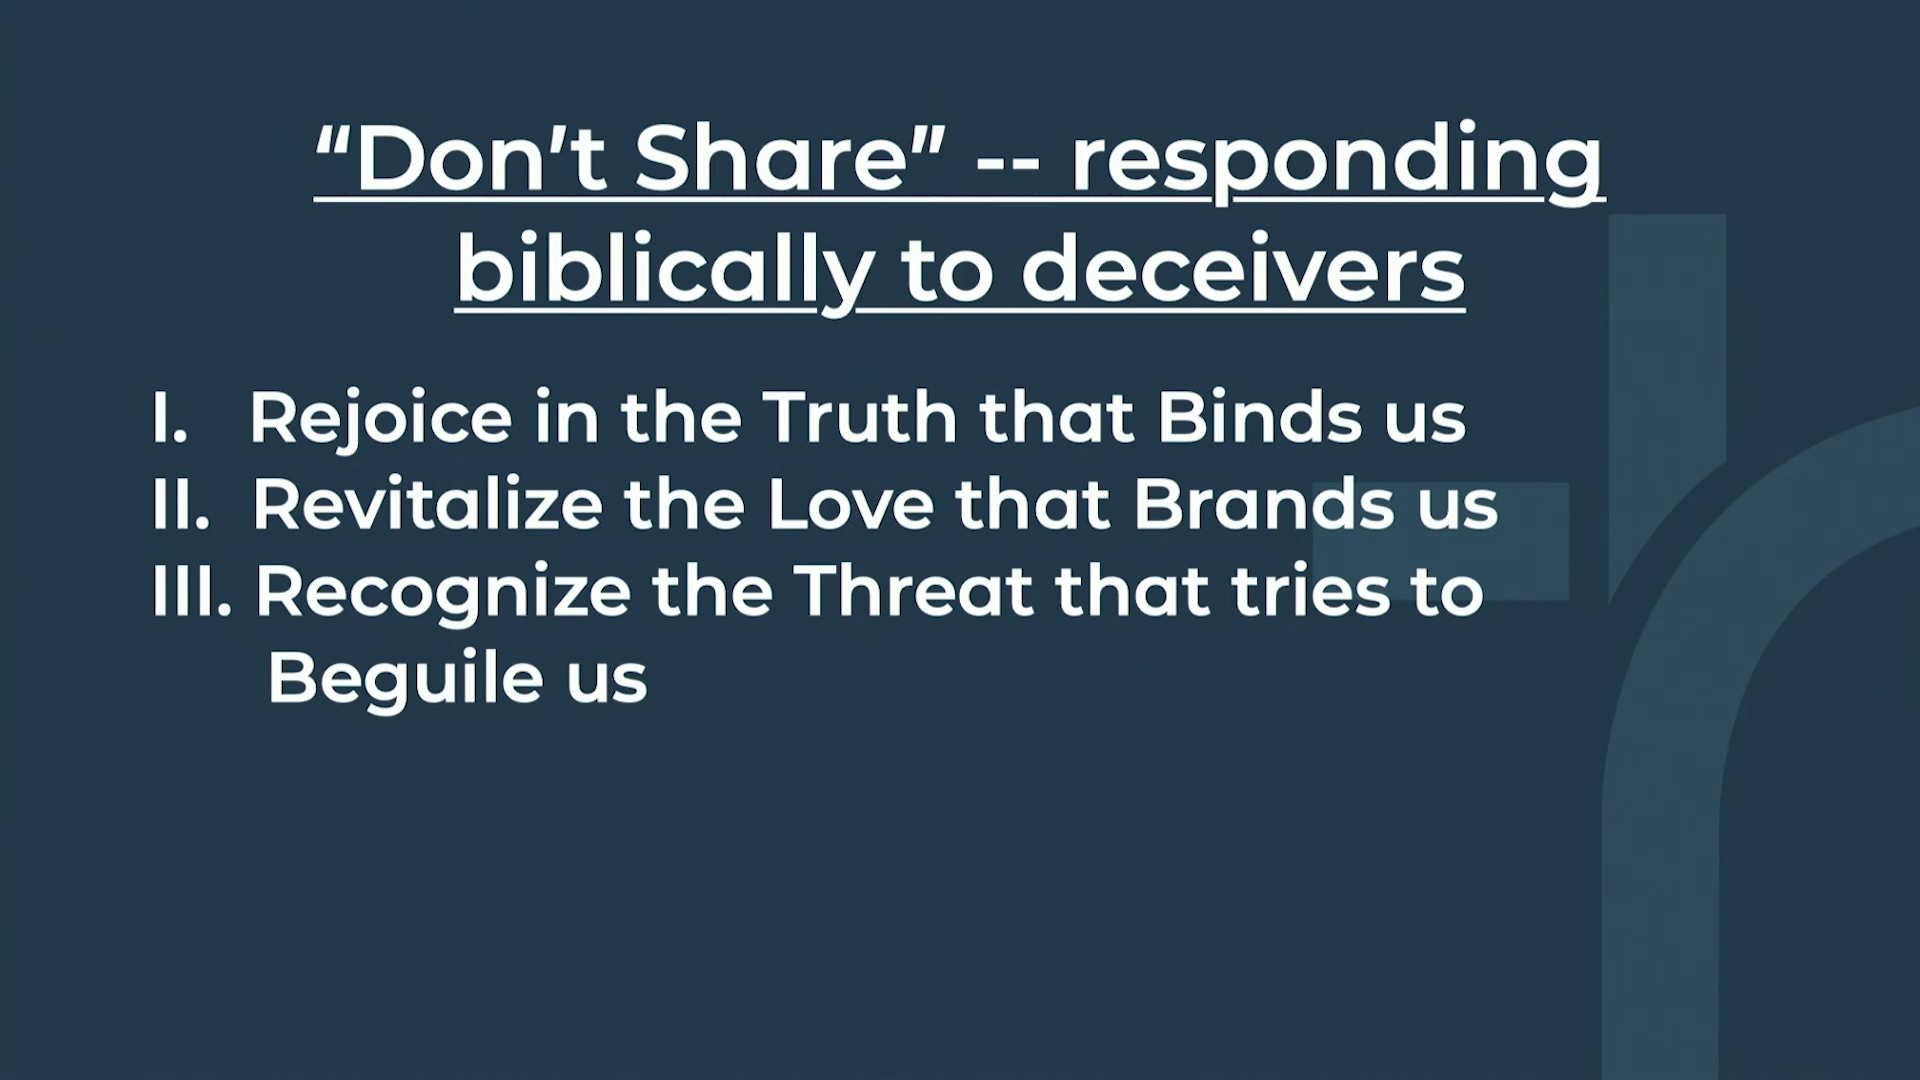 “Don’t Share” -- responding
biblically to deceivers
I. Rejoice in the Truth that Binds us
II. Revitalize the Love that Brands us
III. Recognize the Threat that tries to
Beguile us